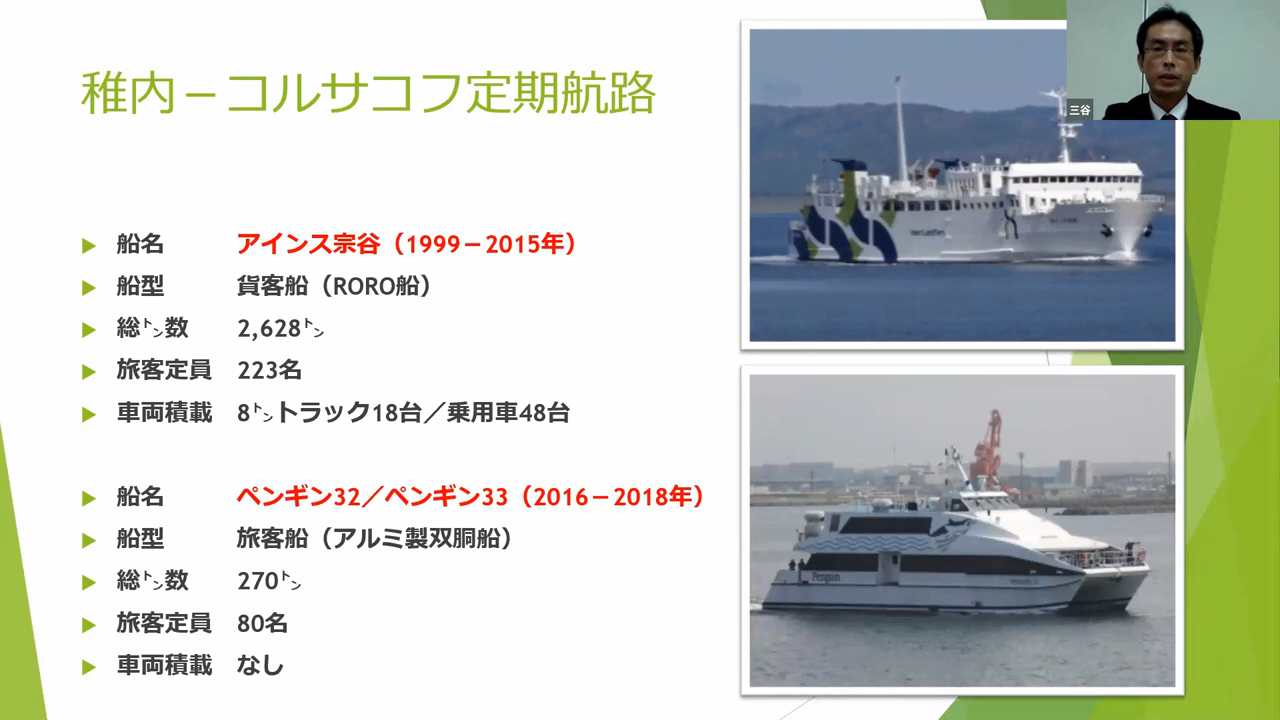 稚内－コルサコフ定期航路
三谷
船名 アインス宗谷（1999－2015年）
船型 貨客船（RORO船）
総㌧数 2,628㌧
旅客定員 223名
車両積載 8㌧トラック18台／乗用車48台
船名 ペンギン32／ペンギン33（2016－2018年）
船型 旅客船（アルミ製双胴船）
総㌧数 270㌧
旅客定員 80名
車両積載 なし
Penguin